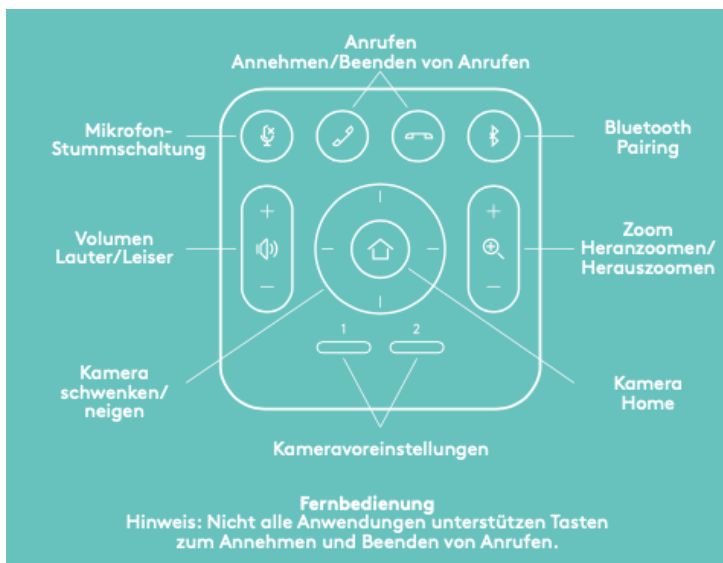 Anrufen
Annehmen/Beenden von Anrufen
Mikrofon-
Stummschaltung
Bluetooth
Pairing
Volumen
Lauter/Leiser
Zoom
Heranzoomen/
Herauszoomen
1 2
Kamera
schwenken/
neigen
Kamera
Home
Kameravoreinstellungen
Fernbedienung
Hinweis: Nicht alle Anwendungen unterstützen Tasten
zum Annehmen und Beenden von Anrufen.